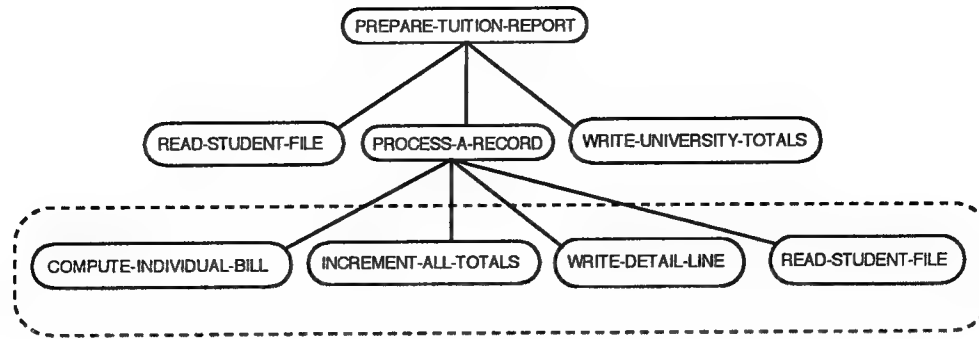 PREPARE-TUITION-REPORT
READ-STUDENT-FILE
PROCESS-A-RECORD
WRITE-UNIVERSITY-TOTALS
COMPUTE-INDIVIDUAL-BILL
INCREMENT-ALL-TOTALS
WRITE-DETAIL-LINE
READ-STUDENT-FILE